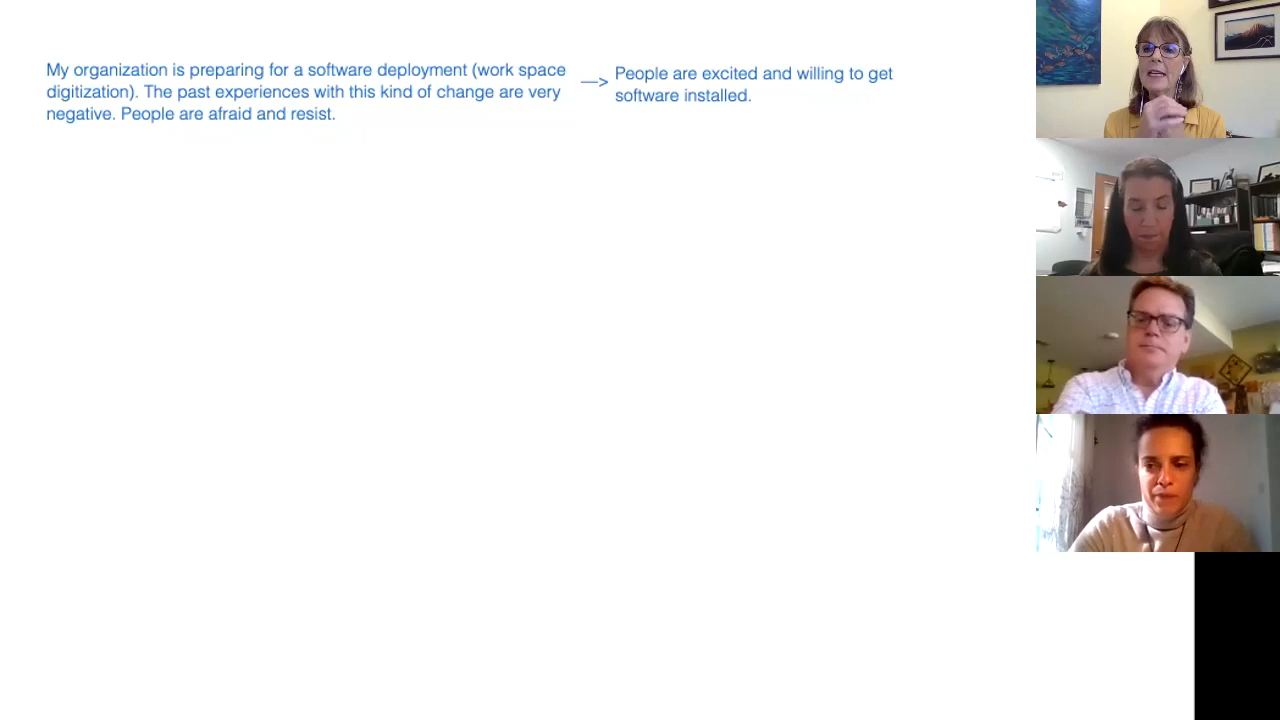 My organization is preparing for a software deployment (work space
digitization). The past experiences with this kind of change are very
negative. People are afraid and resist.
—> People are excited and willing to get
software installed.